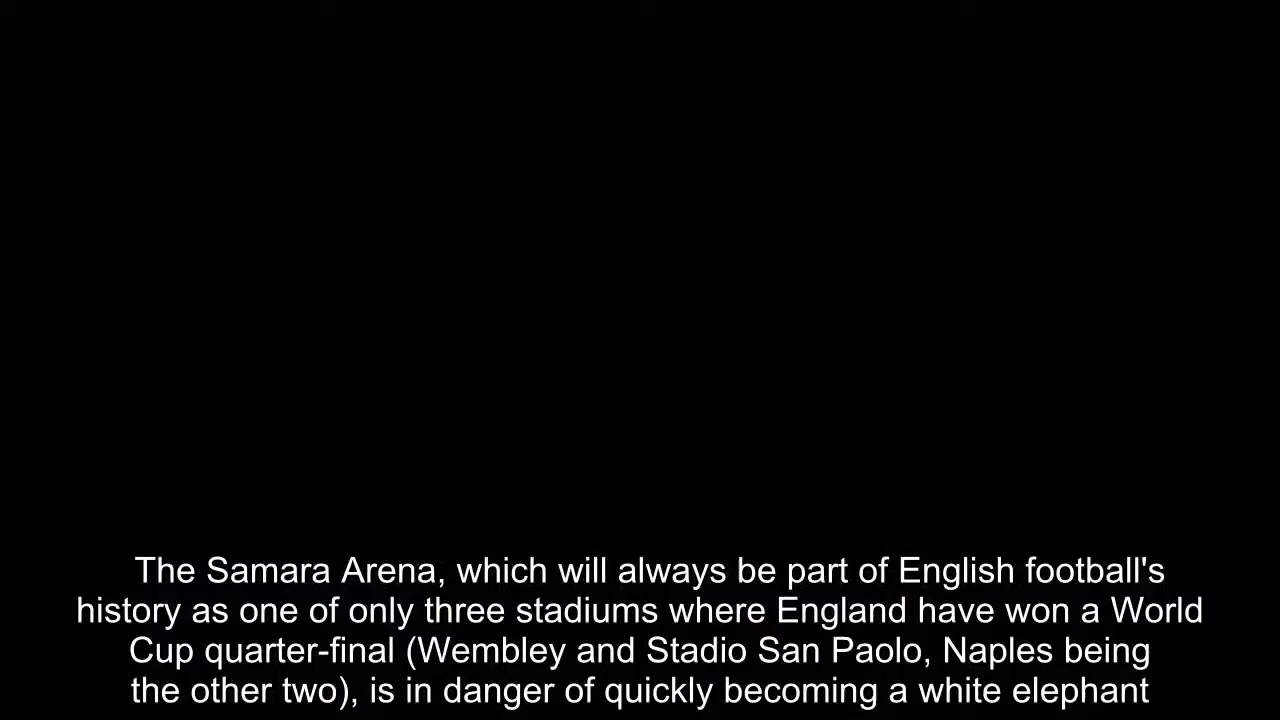 The Samara Arena, which will always be part of English football's
history as one of only three stadiums where England have won a World
Cup quarter-final (Wembley and Stadio San Paolo, Naples being
the other two), is in danger of quickly becoming a white elephant